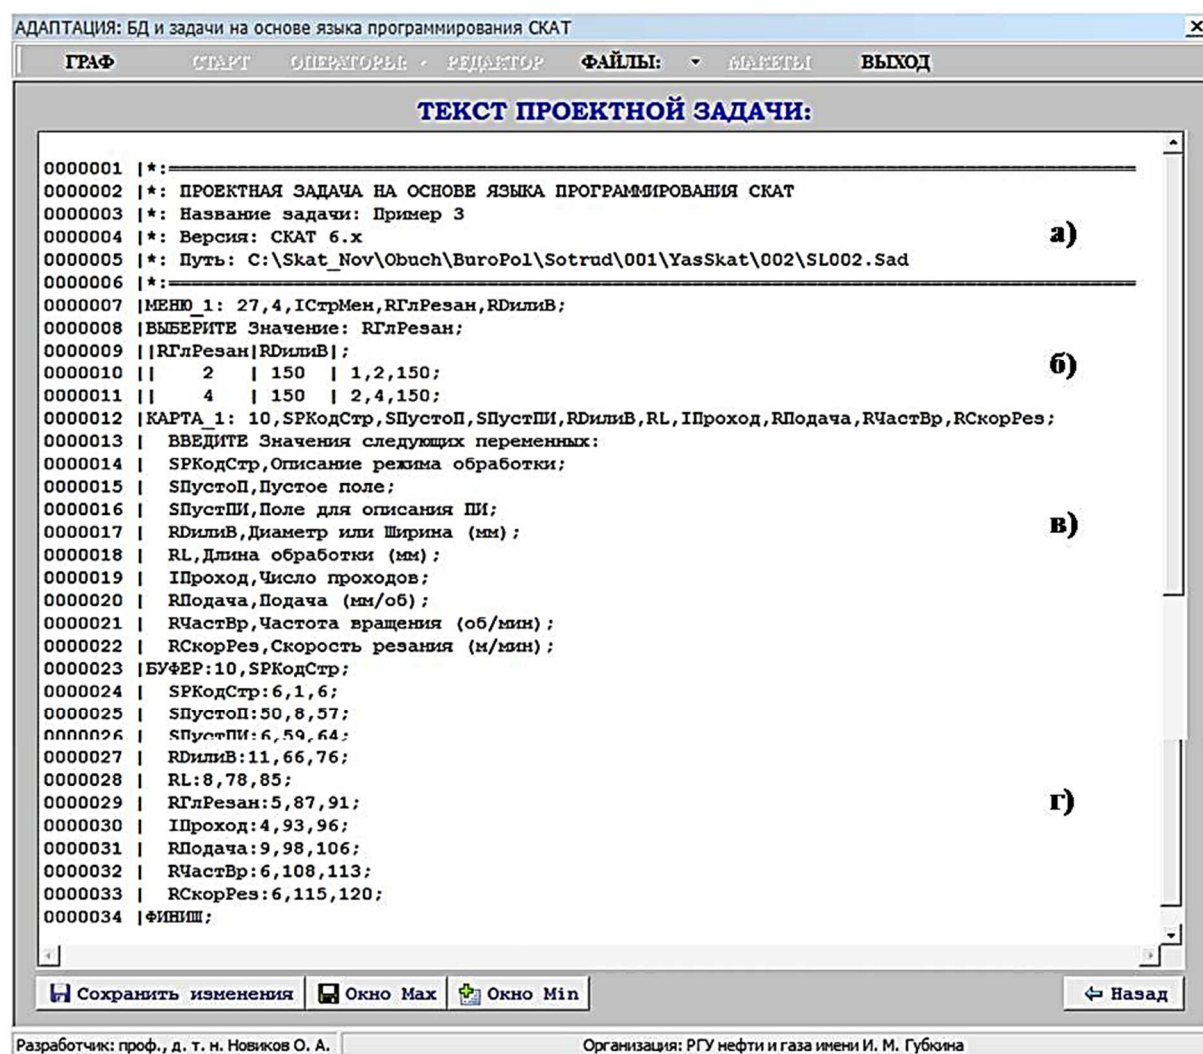 АДАПТАЦИЯ: БД и задачи на основе языка программирования СКАТ
ГРАФ СТАРТ ОПЕРАТОРЫ: РЕДАКТОР ФАЙЛЫ: МАКЕТЫ ВЫХОД
ТЕКСТ ПРОЕКТНОЙ ЗАДАЧИ:
0000001 |*:================================================
0000002 |*: ПРОЕКТНАЯ ЗАДАЧА НА ОСНОВЕ ЯЗЫКА ПРОГРАММИРОВАНИЯ СКАТ
0000003 |*: Название задачи: Пример 3
0000004 |*: Версия: СКАТ 6.x а)
0000005 |*: Путь: C:\Skat_Nov\Obuch\BuroPol\Sotrud\001\YasSkat\002\SL002.Sad
0000006 |*:================================================
0000007 |МЕНЮ_1: 27,4,IСтрМен,RГлРезан,RDилиВ;
0000008 |ВЫБЕРИТЕ Значение: RГлРезан;
0000009 ||RГлРезан|RDилиВ|;
0000010 || 2 | 150 | 1,2,150; б)
0000011 || 4 | 150 | 2,4,150;
0000012 |КАРТА_1: 10,SРКодСтр,SПустоП,SПустПИ,RDилиВ,RL,IПроход,RПодача,RЧастВр,RСкорРез;
0000013 | ВВЕДИТЕ Значения следующих переменных:
0000014 | SРКодСтр,Описание режима обработки;
0000015 | SПустоП,Пустое поле;
0000016 | SПустПИ,Поле для описания ПИ;
0000017 | RDилиВ,Диаметр или Ширина (мм); в)
0000018 | RL,Длина обработки (мм);
0000019 | IПроход,Число проходов;
0000020 | RПодача,Подача (мм/об);
0000021 | RЧастВр,Частота вращения (об/мин);
0000022 | RСкорРез,Скорость резания (м/мин);
0000023 |БУФЕР:10,SРКодСтр;
0000024 | SРКодСтр:6,1,6;
0000025 | SПустоП:50,8,57;
0000026 | SПустПИ:6,59,64;
0000027 | RDилиВ:11,66,76;
0000028 | RL:8,78,85;
0000029 | RГлРезан:5,87,91; г)
0000030 | IПроход:4,93,96;
0000031 | RПодача:9,98,106;
0000032 | RЧастВр:6,108,113;
0000033 | RСкорРез:6,115,120;
0000034 |ФИНИШ;
Сохранить изменения Окно Max Окно Min Назад
Разработчик: проф., д. т. н. Новиков О. А. Организация: РГУ нефти и газа имени И. М. Губкина